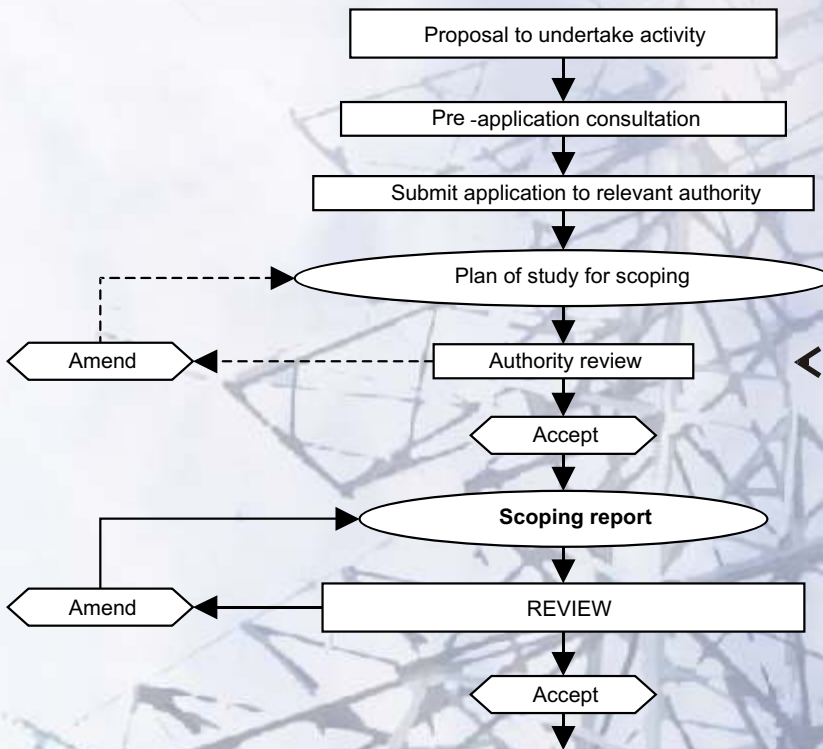 Proposal to undertake activity
Pre -application consultation
Submit application to relevant authority
Plan of study for scoping
Amend
Authority review
Accept
Scoping report
Amend
REVIEW
Accept